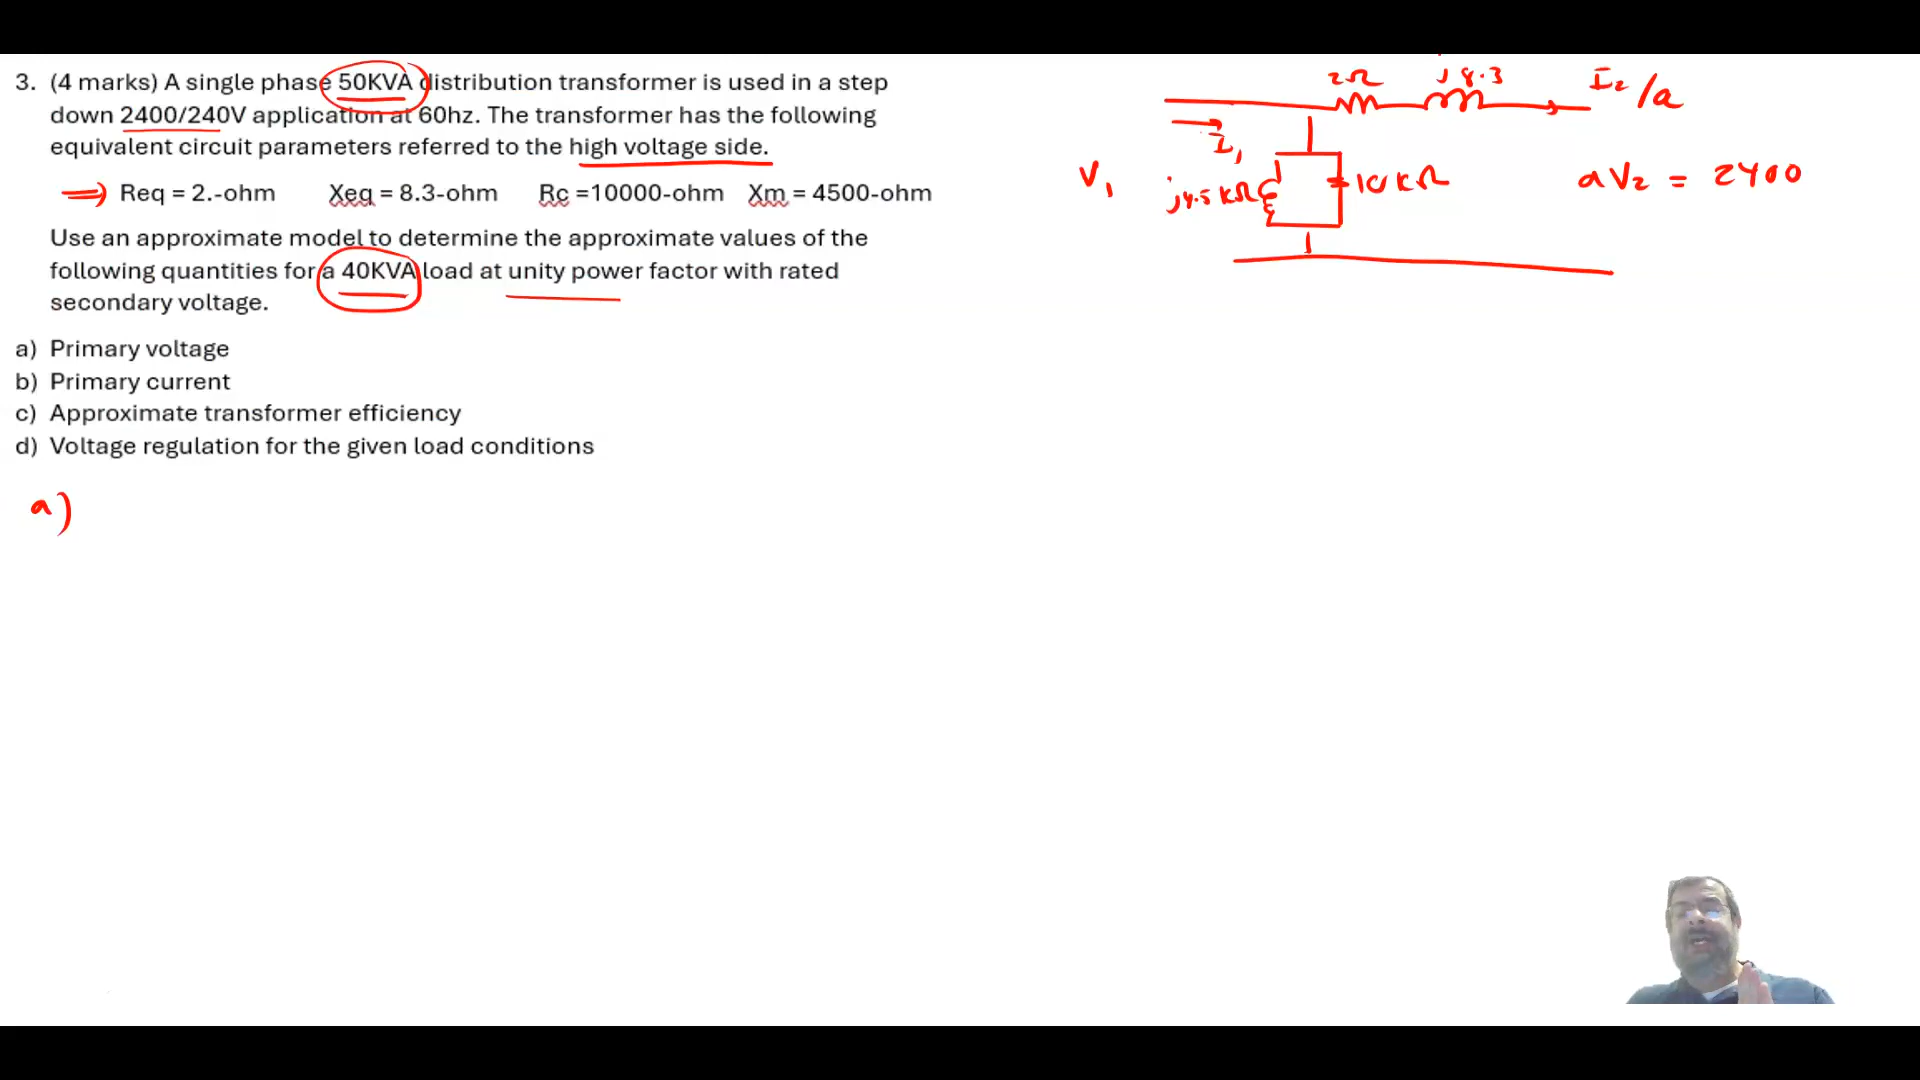 3. (4 marks) A single phase 50KVA distribution transformer is used in a step
down 2400/240V application at 60hz. The transformer has the following
equivalent circuit parameters referred to the high voltage side.
Req = 2.-ohm Xeq = 8.3-ohm Rc =10000-ohm Xm = 4500-ohm
Use an approximate model to determine the approximate values of the
following quantities for a 40KVA load at unity power factor with rated
secondary voltage.
a) Primary voltage
b) Primary current
c) Approximate transformer efficiency
d) Voltage regulation for the given load conditions
a)
2Ω j8.3 I2/a
I1
V1 j4.5kΩ 10kΩ aV2 = 2400